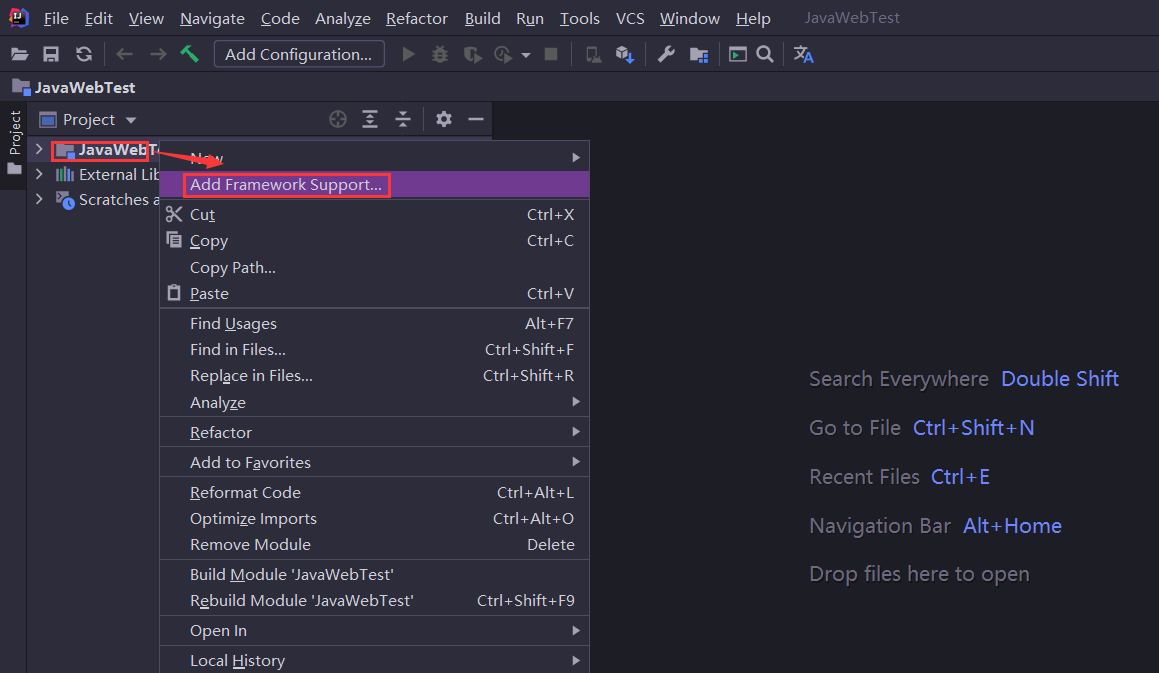 File Edit View Navigate Code Analyze Refactor Build Run Tools VCS Window Help JavaWebTest
Add Configuration...
JavaWebTest
Project
Project
JavaWebT
New
Add Framework Support...
External Lib
Scratches a
Cut Ctrl+X
Copy Ctrl+C
Copy Path...
Paste Ctrl+V
Find Usages Alt+F7
Find in Files... Ctrl+Shift+F
Replace in Files... Ctrl+Shift+R
Analyze
Refactor
Add to Favorites
Reformat Code Ctrl+Alt+L
Optimize Imports Ctrl+Alt+O
Remove Module Delete
Build Module 'JavaWebTest'
Rebuild Module 'JavaWebTest' Ctrl+Shift+F9
Open In
Local History
Search Everywhere Double Shift
Go to File Ctrl+Shift+N
Recent Files Ctrl+E
Navigation Bar Alt+Home
Drop files here to open